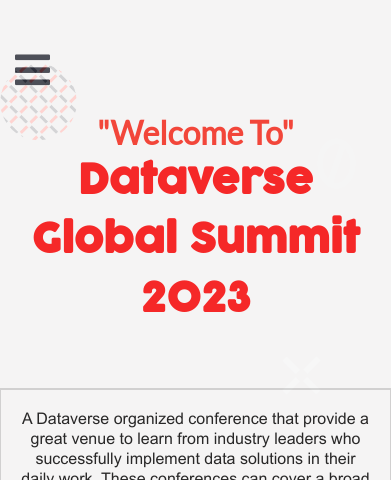 "Welcome To"
Dataverse
Global Summit
2023
A Dataverse organized conference that provide a
great venue to learn from industry leaders who
successfully implement data solutions in their
daily work. These conferences can cover a broad